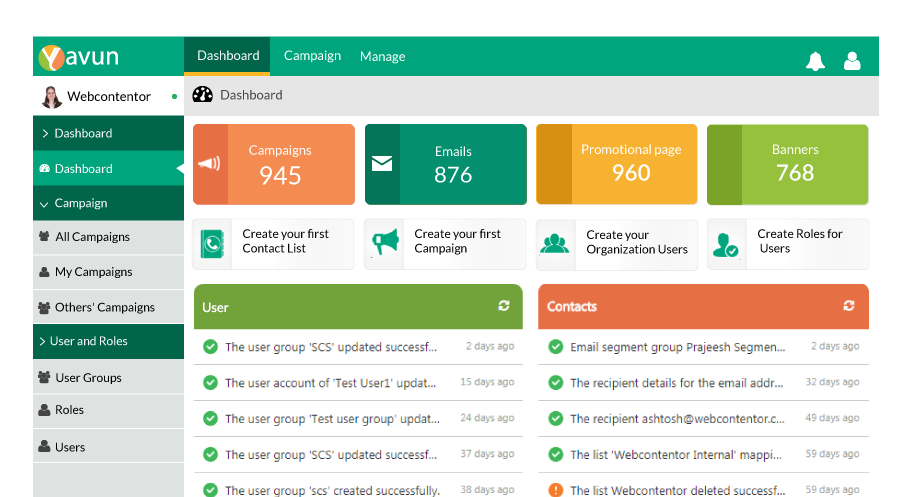 Yavun
Dashboard
Campaign
Manage
Webcontentor
Dashboard
Dashboard
Dashboard
Campaign
All Campaigns
My Campaigns
Others' Campaigns
User and Roles
User Groups
Roles
Users
Campaigns
945
Emails
876
Promotional page
960
Banners
768
Create your first
Contact List
Create your first
Campaign
Create your
Organization Users
Create Roles for
Users
User
The user group 'SCS' updated successf... 2 days ago
The user account of 'Test User1' updat... 15 days ago
The user group 'Test user group' updat... 24 days ago
The user group 'SCS' updated successf... 37 days ago
The user group 'scs' created successfully. 38 days ago
Contacts
Email segment group Prajeesh Segmen... 2 days ago
The recipient details for the email addr... 32 days ago
The recipient ashtosh@webcontentor.c... 49 days ago
The list 'Webcontentor Internal' mappi... 59 days ago
The list Webcontentor deleted successf... 59 days ago